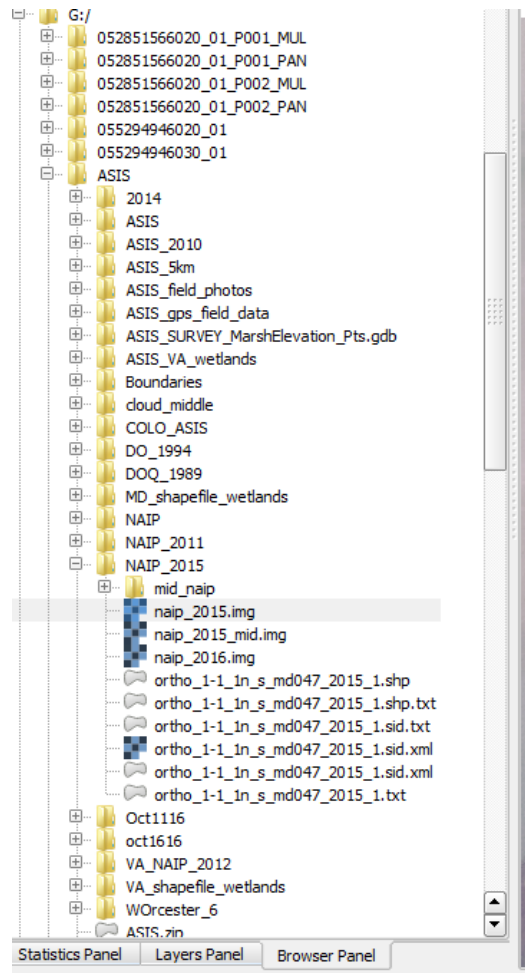 G:/
052851566020_01_P001_MUL
052851566020_01_P001_PAN
052851566020_01_P002_MUL
052851566020_01_P002_PAN
055294946020_01
055294946030_01
ASIS
2014
ASIS
ASIS_2010
ASIS_5km
ASIS_field_photos
ASIS_gps_field_data
ASIS_SURVEY_MarshElevation_Pts.gdb
ASIS_VA_wetlands
Boundaries
cloud_middle
COLO_ASIS
DO_1994
DOQ_1989
MD_shapefile_wetlands
NAIP
NAIP_2011
NAIP_2015
mid_naip
naip_2015.img
naip_2015_mid.img
naip_2016.img
ortho_1-1_1n_s_md047_2015_1.shp
ortho_1-1_1n_s_md047_2015_1.shp.txt
ortho_1-1_1n_s_md047_2015_1.sid.txt
ortho_1-1_1n_s_md047_2015_1.sid.xml
ortho_1-1_1n_s_md047_2015_1.sid.xml
ortho_1-1_1n_s_md047_2015_1.txt
Oct1116
oct1616
VA_NAIP_2012
VA_shapefile_wetlands
WOrcester_6
ASIS.zip
Statistics Panel Layers Panel Browser Panel